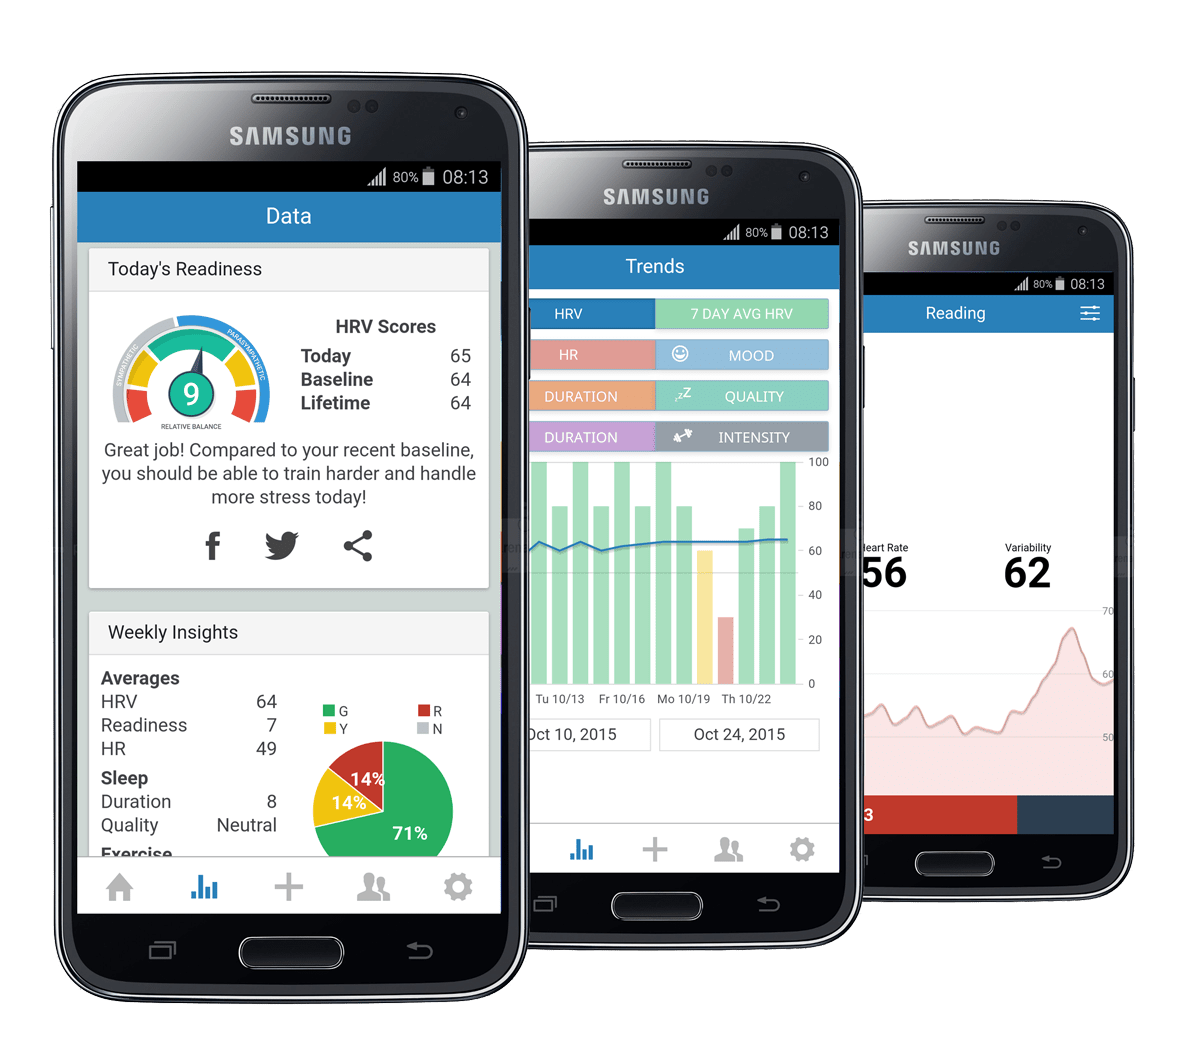 SAMSUNG
80% 08:13
Data
Today's Readiness
SYMPATHETIC
PARASYMPATHETIC
9
RELATIVE BALANCE
HRV Scores
Today 65
Baseline 64
Lifetime 64
Great job! Compared to your recent baseline,
you should be able to train harder and handle
more stress today!
Weekly Insights
Averages
HRV 64
Readiness 7
HR 49
Sleep
Duration 8
Quality Neutral
Exercise
G R
Y N
14%
14%
71%
SAMSUNG
80% 08:13
Trends
HRV 7 DAY AVG HRV
HR MOOD
DURATION zzZ QUALITY
DURATION INTENSITY
100
80
60
40
20
0
Tu 10/13 Fr 10/16 Mo 10/19 Th 10/22
Oct 10, 2015 Oct 24, 2015
SAMSUNG
80% 08:13
Reading
Heart Rate Variability
56 62
70
60
50
3